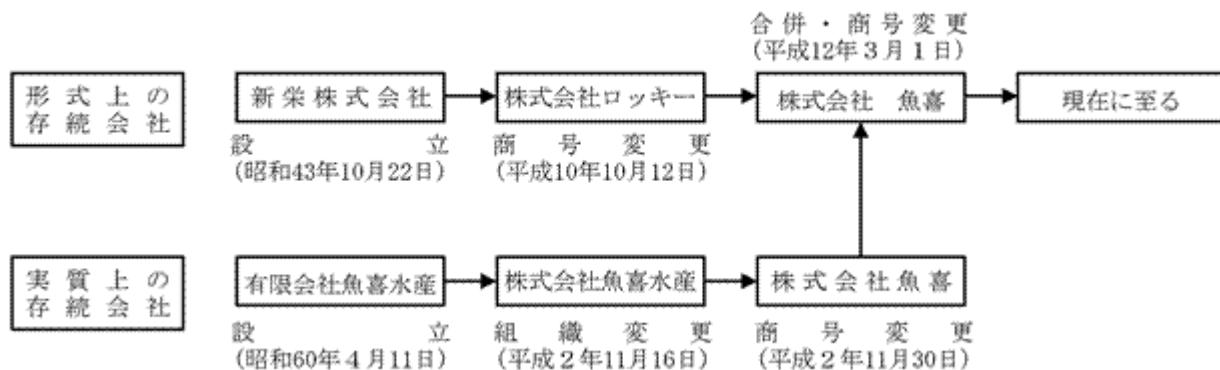 合併・商号変更
(平成12年3月1日)
形式上の
存続会社
新栄株式会社
株式会社ロッキー
株式会社 魚喜
現在に至る
設立
(昭和43年10月22日)
商号変更
(平成10年10月12日)
実質上の
存続会社
有限会社魚喜水産
株式会社魚喜水産
株式会社魚喜
設立
(昭和60年4月11日)
組織変更
(平成2年11月16日)
商号変更
(平成2年11月30日)